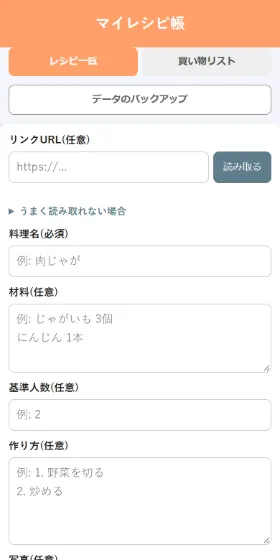 マイレシピ帳
レシピ一覧
買い物リスト
データのバックアップ
リンクURL(任意)
https://...
読み取る
▶ うまく読み取れない場合
料理名(必須)
例: 肉じゃが
材料(任意)
例: じゃがいも 3個
にんじん 1本
基準人数(任意)
例: 2
作り方(任意)
例: 1. 野菜を切る
2. 炒める
写真(任意)